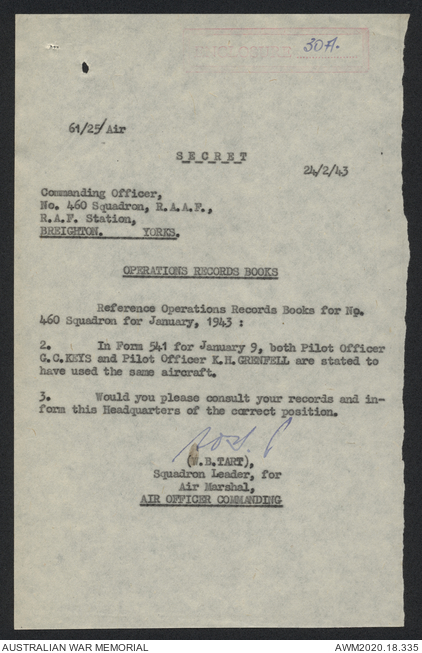 ENCLOSURE 30A.
61/25/Air
SECRET
24/2/43
Commanding Officer,
No. 460 Squadron, R.A.A.F.,
R.A.F. Station,
BREIGHTON. YORKS.
OPERATIONS RECORDS BOOKS
Reference Operations Records Books for No.
460 Squadron for January, 1943 :
2. In Form 541 for January 9, both Pilot Officer
G.C.KEYS and Pilot Officer K.H.GRENFELL are stated to
have used the same aircraft.
3. Would you please consult your records and in-
form this Headquarters of the correct position.
(W.B.TART),
Squadron Leader, for
Air Marshal,
AIR OFFICER COMMANDING
AUSTRALIAN WAR MEMORIAL AWM2020.18.335